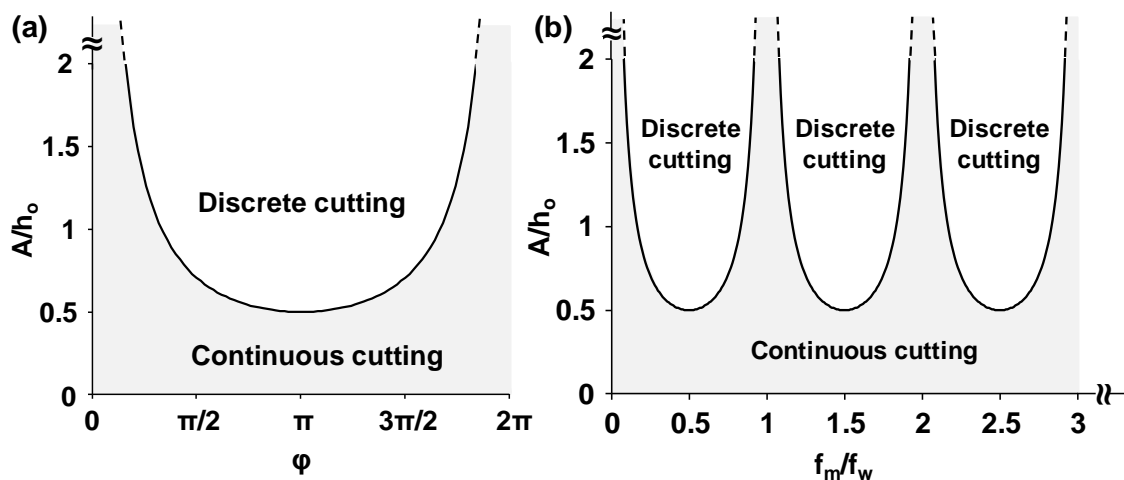 (a)
2
1.5
1
0.5
0
A/hₒ
Discrete cutting
Continuous cutting
0 π/2 π 3π/2 2π
φ
(b)
2
1.5
1
0.5
0
A/hₒ
Discrete
cutting
Discrete
cutting
Discrete
cutting
Continuous cutting
0 0.5 1 1.5 2 2.5 3
f_m/f_w